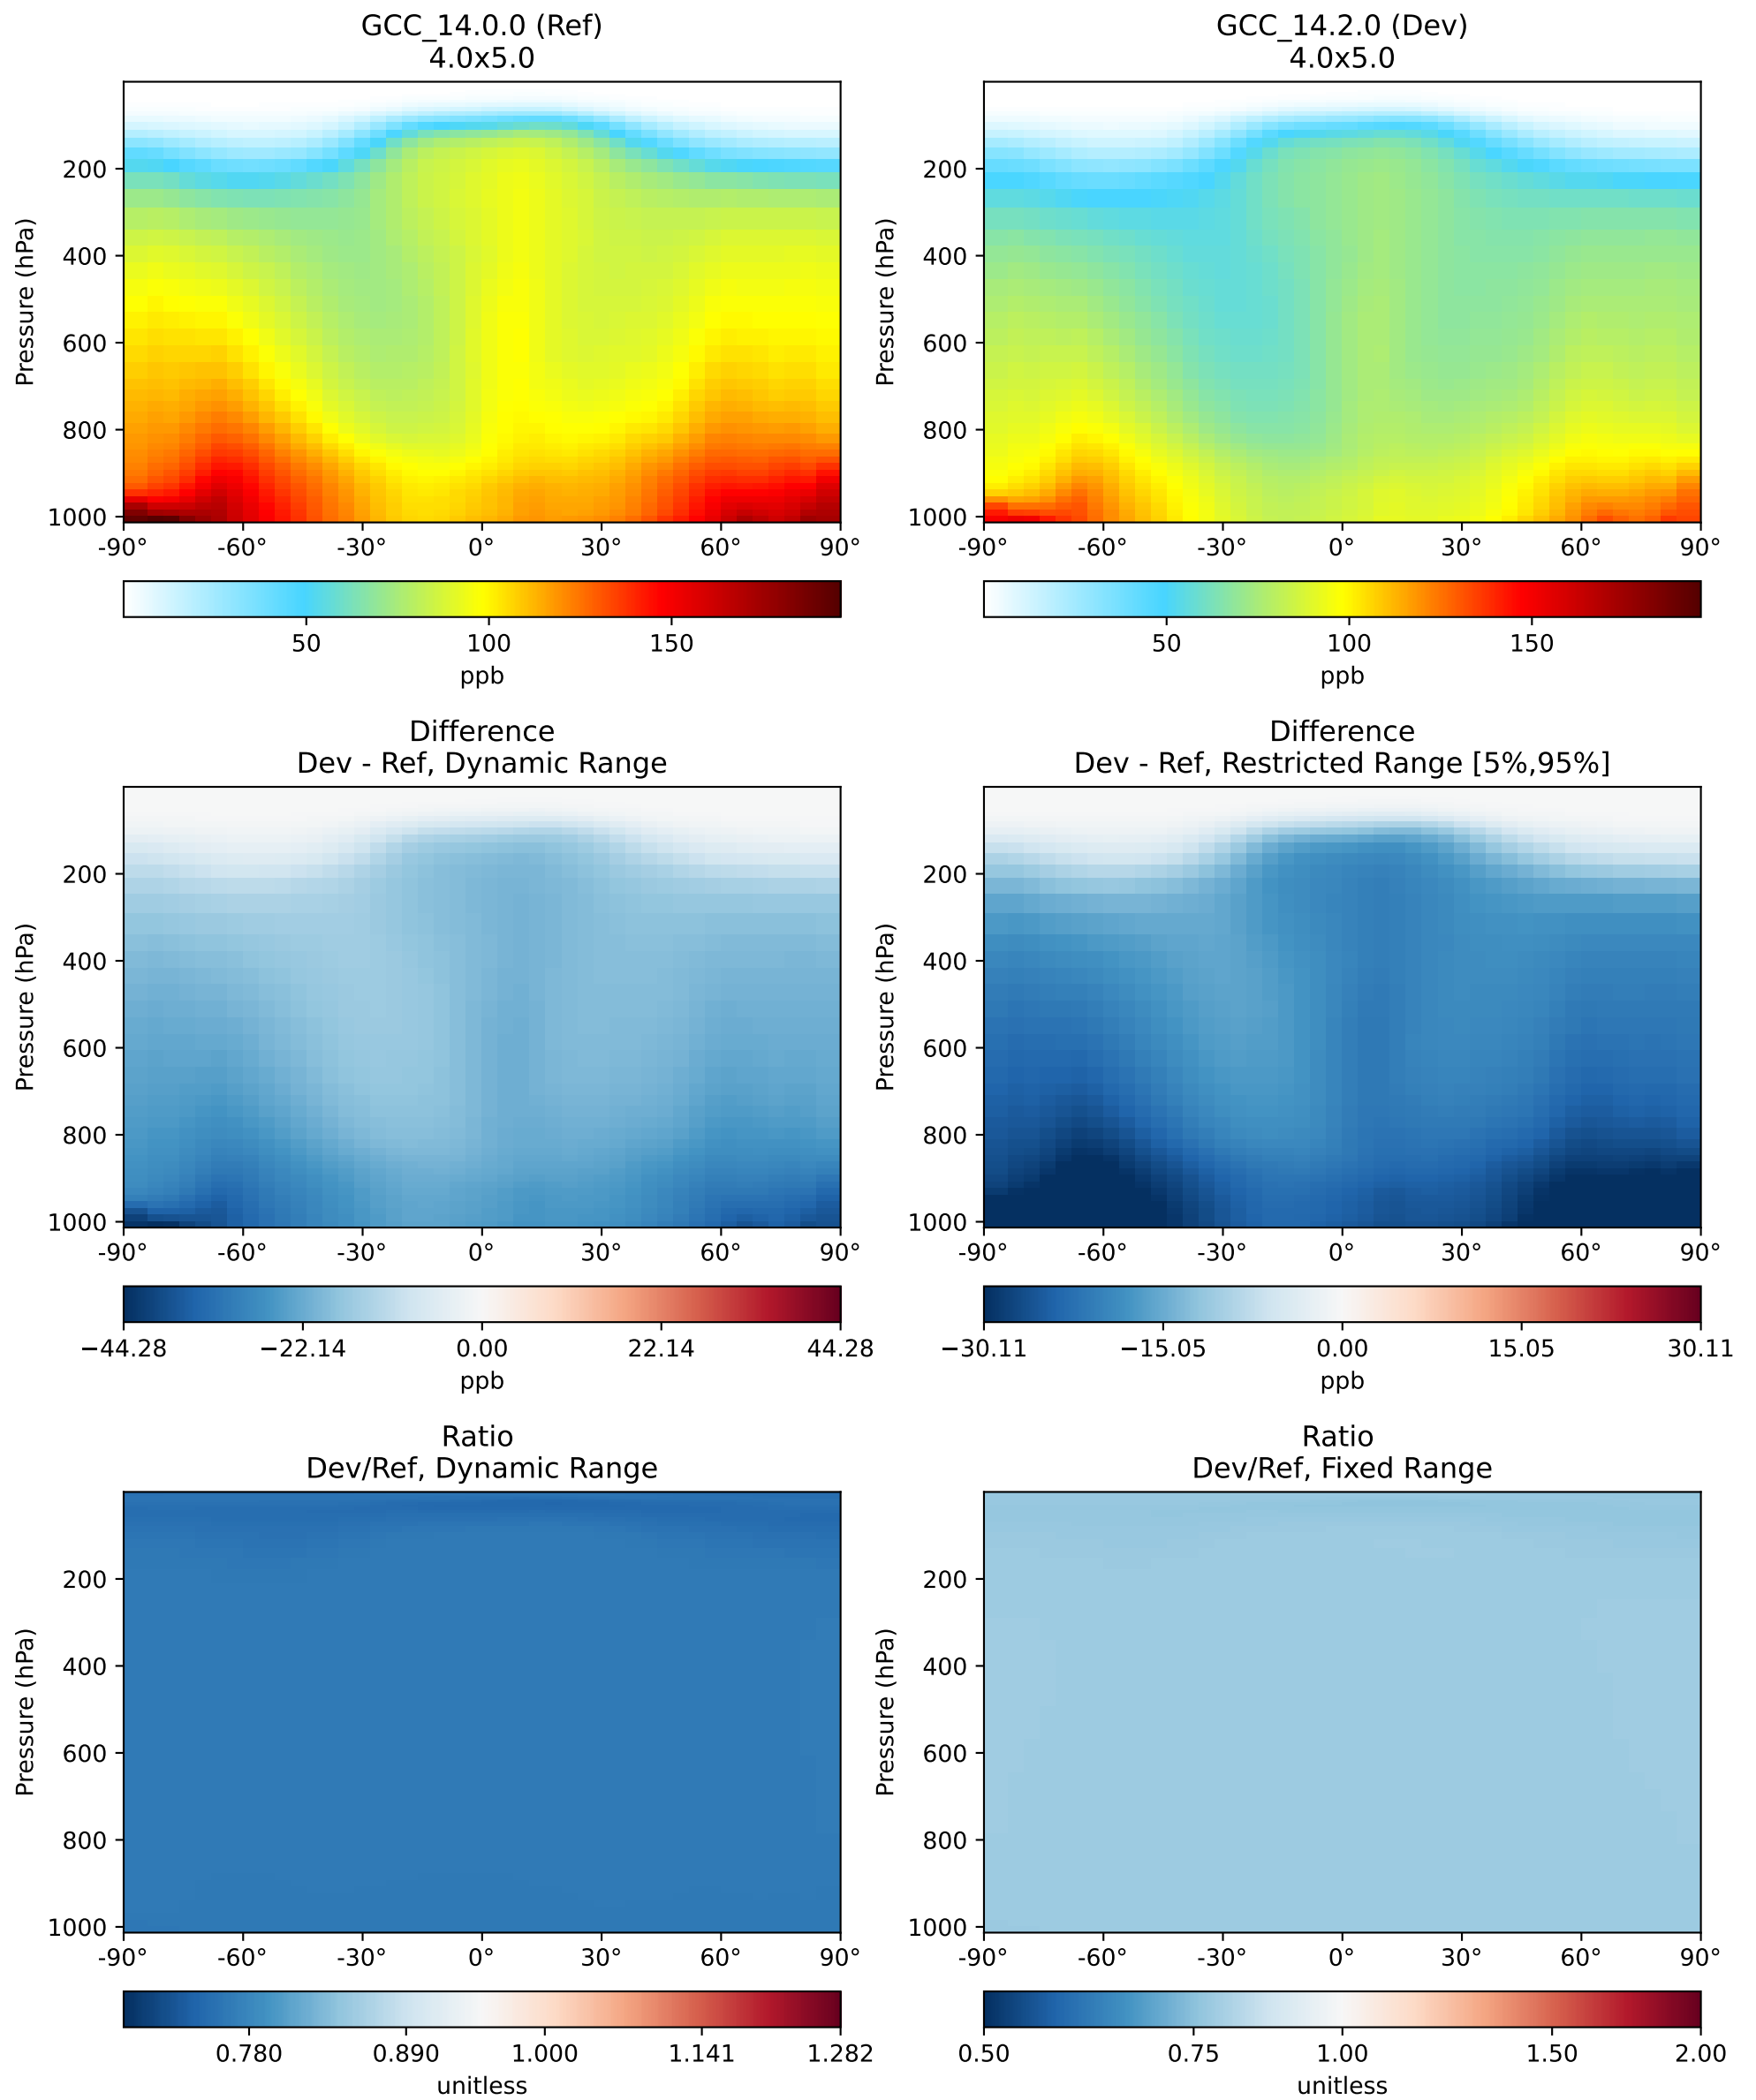 GCC_14.0.0 (Ref)
4.0x5.0
Pressure (hPa)
200
400
600
800
1000
-90° -60° -30° 0° 30° 60° 90°
50 100 150
ppb
GCC_14.2.0 (Dev)
4.0x5.0
Pressure (hPa)
200
400
600
800
1000
-90° -60° -30° 0° 30° 60° 90°
50 100 150
ppb
Difference
Dev - Ref, Dynamic Range
Pressure (hPa)
200
400
600
800
1000
-90° -60° -30° 0° 30° 60° 90°
−44.28 −22.14 0.00 22.14 44.28
ppb
Difference
Dev - Ref, Restricted Range [5%,95%]
Pressure (hPa)
200
400
600
800
1000
-90° -60° -30° 0° 30° 60° 90°
−30.11 −15.05 0.00 15.05 30.11
ppb
Ratio
Dev/Ref, Dynamic Range
Pressure (hPa)
200
400
600
800
1000
-90° -60° -30° 0° 30° 60° 90°
0.780 0.890 1.000 1.141 1.282
unitless
Ratio
Dev/Ref, Fixed Range
Pressure (hPa)
200
400
600
800
1000
-90° -60° -30° 0° 30° 60° 90°
0.50 0.75 1.00 1.50 2.00
unitless